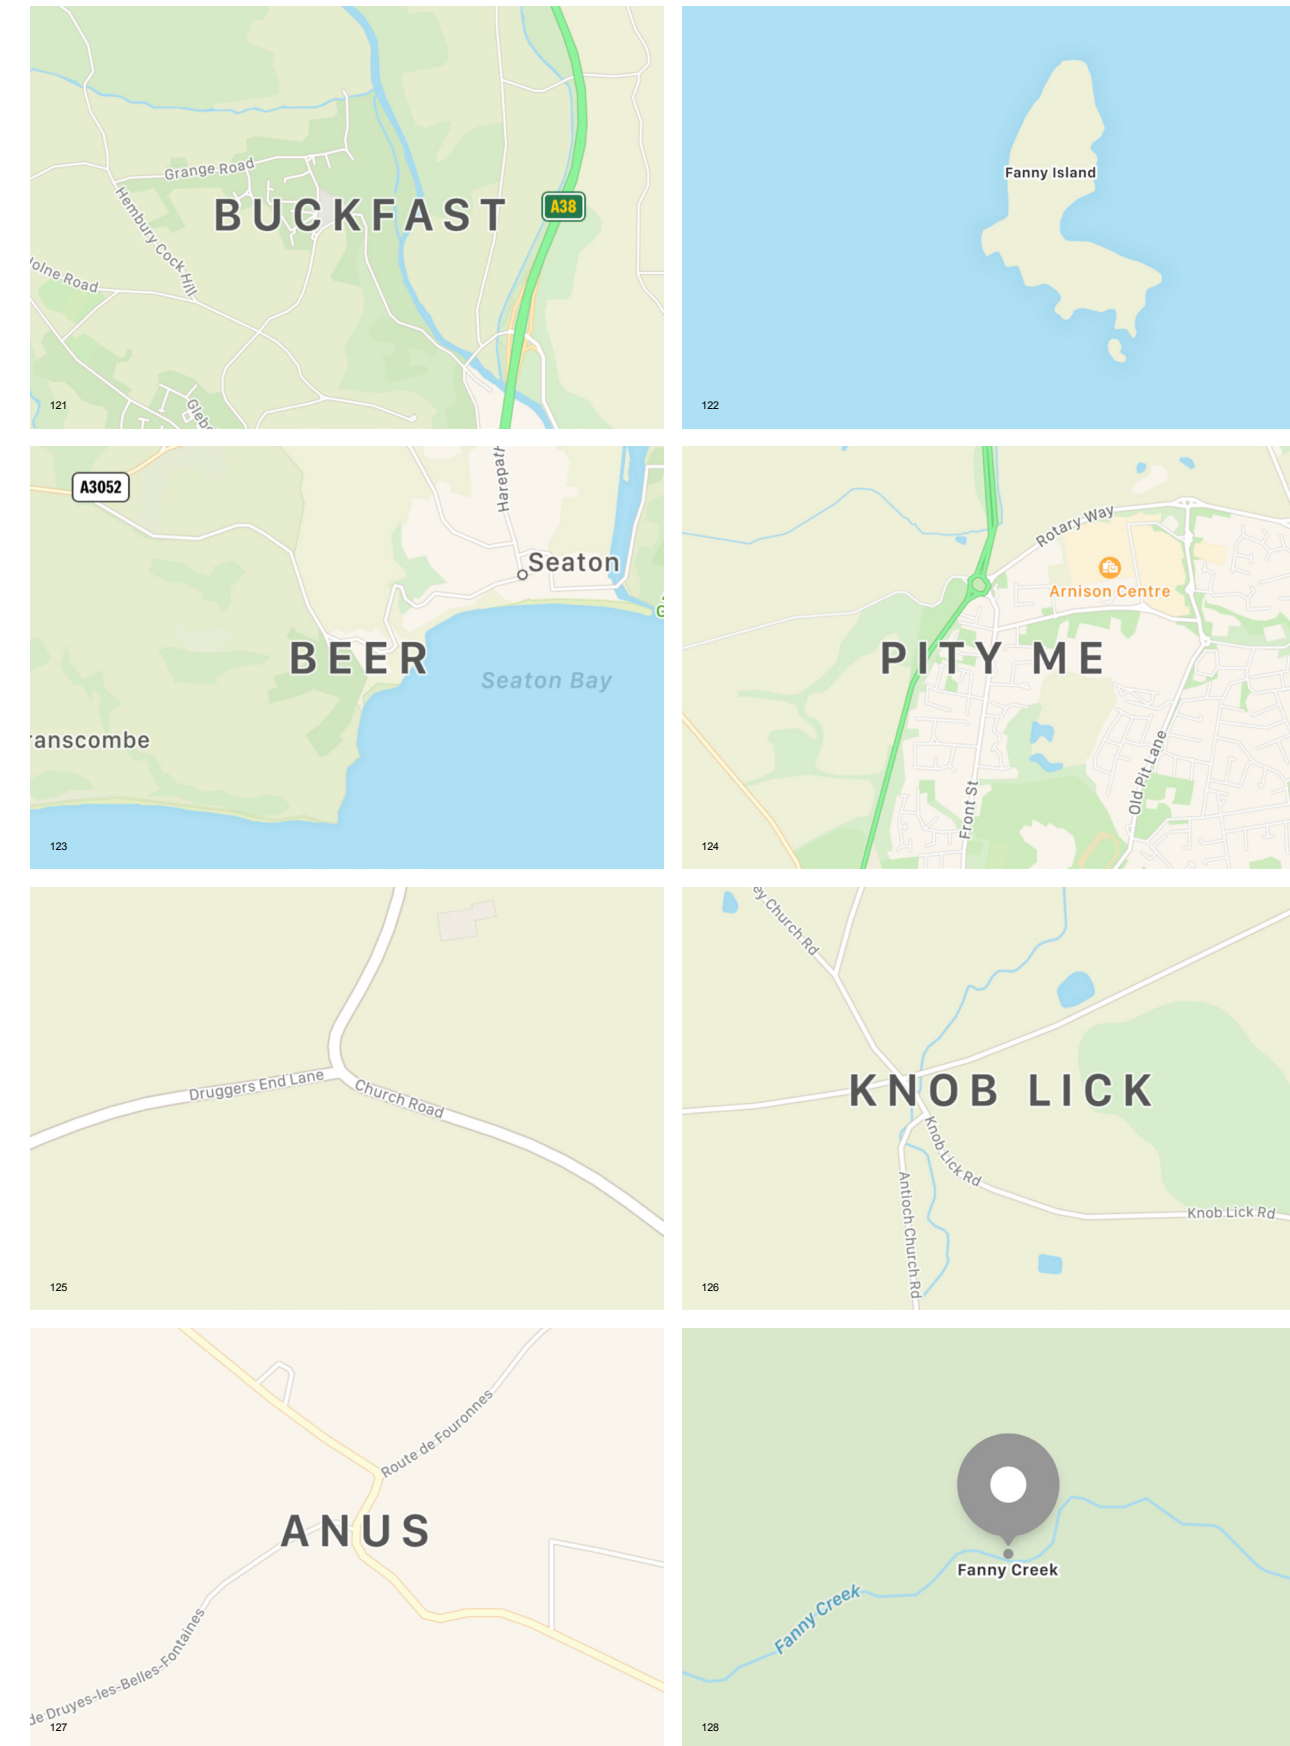 Grange Road
Hembury Cock Hill
BUCKFAST
A38
olne Road
Glebe
121
Fanny Island
122
A3052
Harepath
Seaton
BEER
Seaton Bay
ranscombe
123
Rotary Way
Arnison Centre
PITY ME
Old Pit Lane
Front St
124
Druggers End Lane
Church Road
125
ey Church Rd
KNOB LICK
Knob Lick Rd
Antioch Church Rd
Knob Lick Rd
126
Route de Fouronnes
ANUS
de Druyes-les-Belles-Fontaines
127
Fanny Creek
Fanny Creek
128